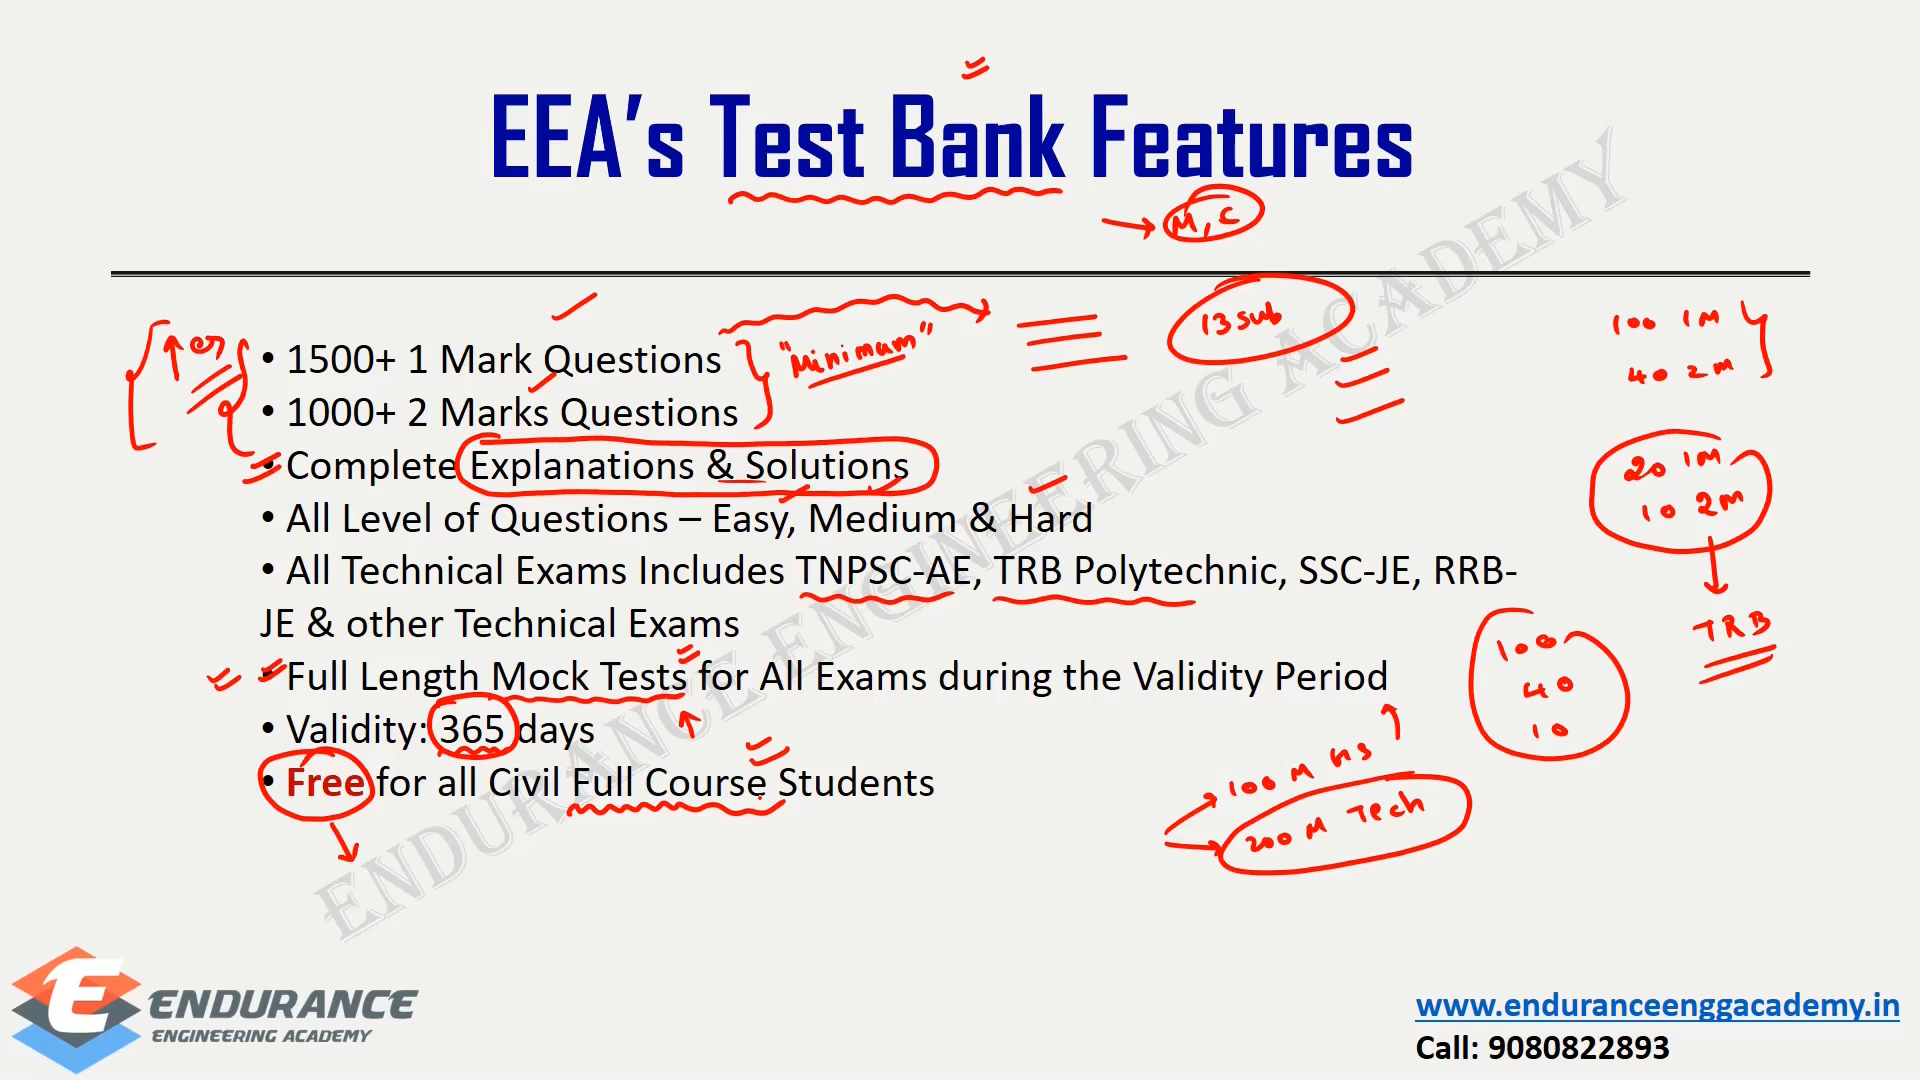 EEA's Test Bank Features
M, C
13 sub
100 1M
40 2M
• 1500+ 1 Mark Questions
"Minimum"
• 1000+ 2 Marks Questions
• Complete Explanations & Solutions
20 1M
10 2M
• All Level of Questions – Easy, Medium & Hard
• All Technical Exams Includes TNPSC-AE, TRB Polytechnic, SSC-JE, RRB-
JE & other Technical Exams
TRB
100
40
10
• Full Length Mock Tests for All Exams during the Validity Period
• Validity: 365 days
• Free for all Civil Full Course Students
100 M
200 M Tech
ENDURANCE ENGINEERING ACADEMY
ENDURANCE
ENGINEERING ACADEMY
www.enduranceenggacademy.in
Call: 9080822893